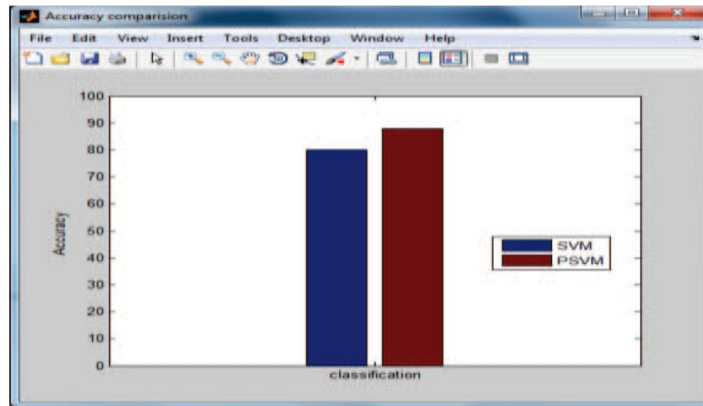 Accuracy comparision
File Edit View Insert Tools Desktop Window Help
100
90
80
70
60
50
40
30
20
10
0
Accuracy
SVM
PSVM
classification